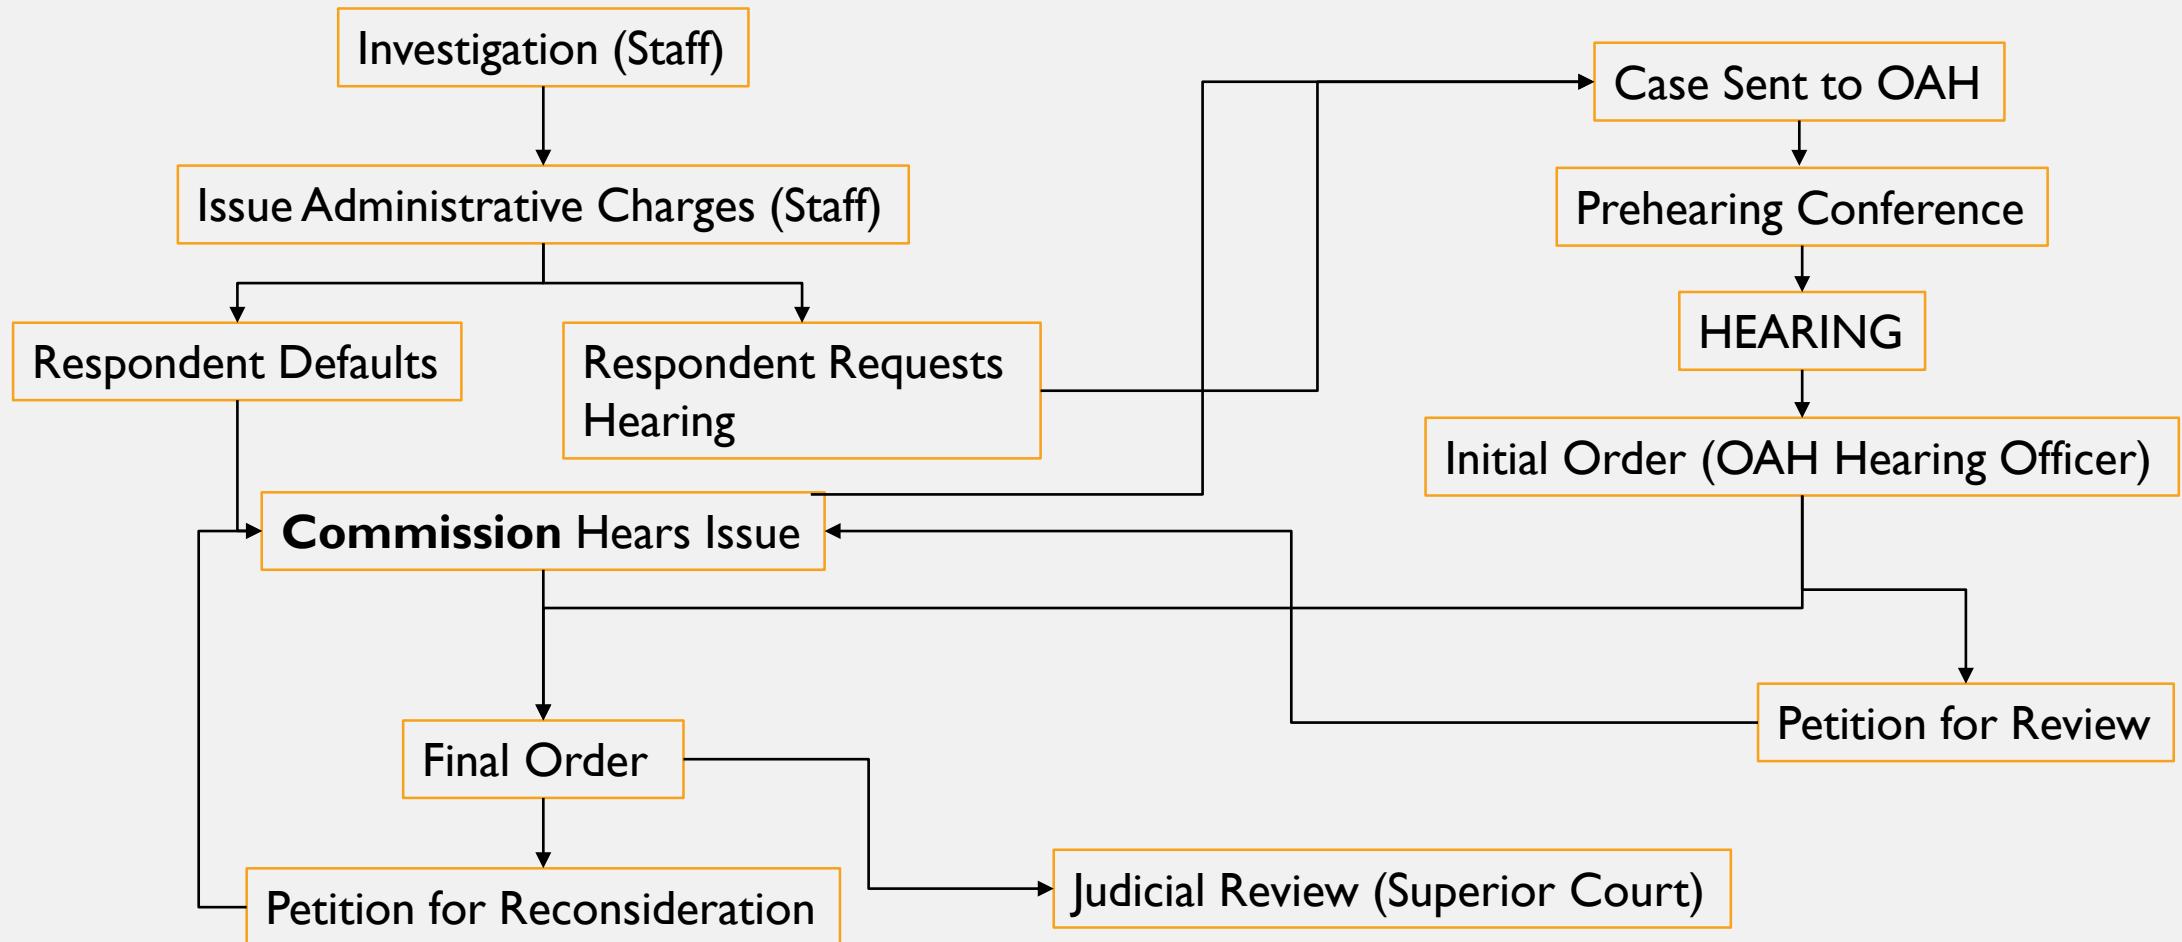 Investigation (Staff)
Issue Administrative Charges (Staff)
Respondent Defaults
Respondent Requests
Hearing
Commission Hears Issue
Final Order
Petition for Reconsideration
Case Sent to OAH
Prehearing Conference
HEARING
Initial Order (OAH Hearing Officer)
Petition for Review
Judicial Review (Superior Court)